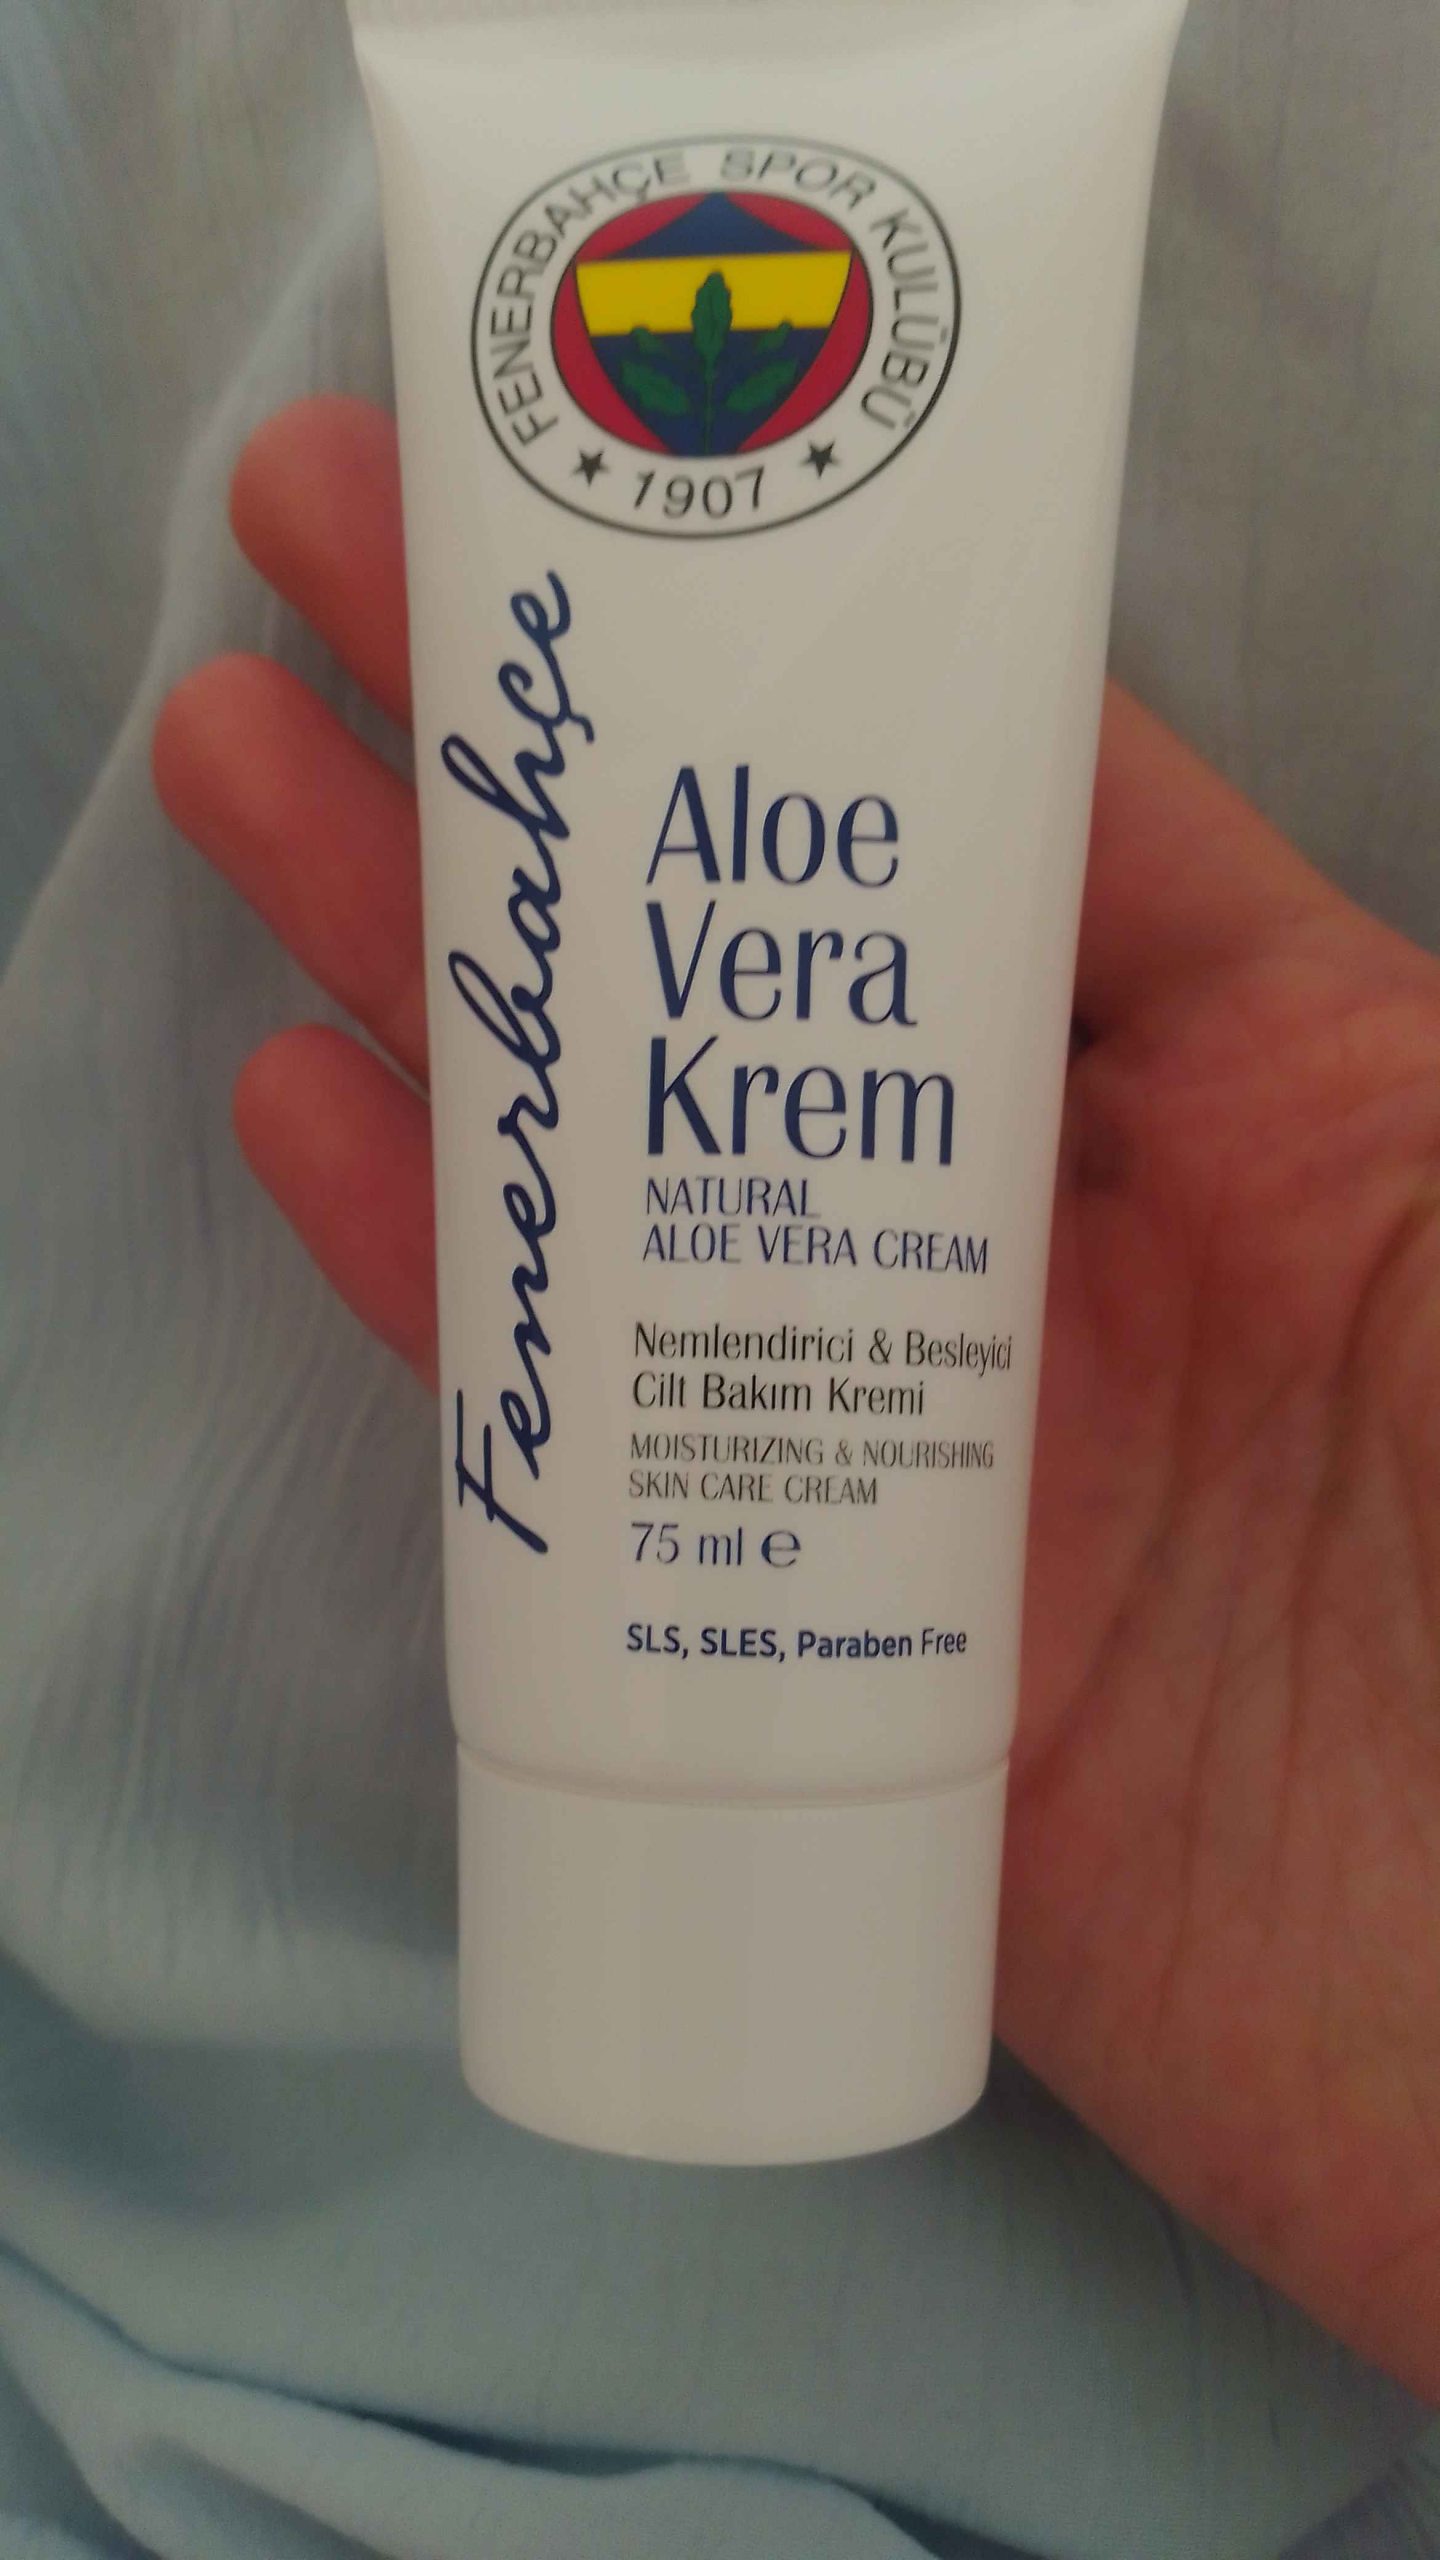 FENERBAHÇE SPOR KULÜBÜ
1907
Fenerbahçe
Aloe
Vera
Krem
NATURAL
ALOE VERA CREAM
Nemlendirici & Besleyici
Cilt Bakım Kremi
MOISTURIZING & NOURISHING
SKIN CARE CREAM
75 ml ℮
SLS, SLES, Paraben Free